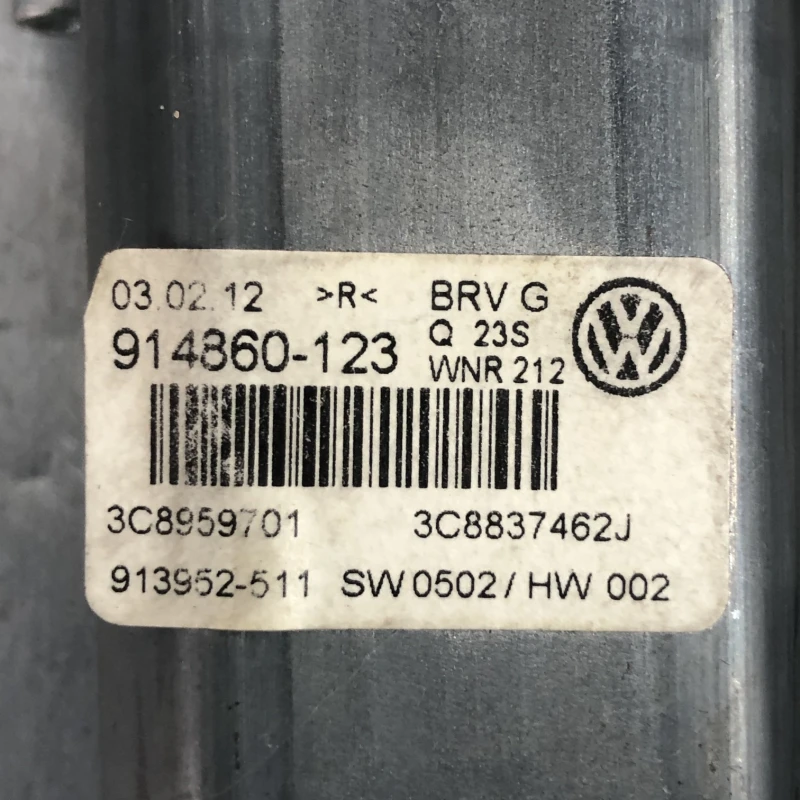 03.02.12 >R< BRV G
Q 23S
914860-123
WNR 212
3C8959701 3C8837462J
913952-511 SW 0502 / HW 002